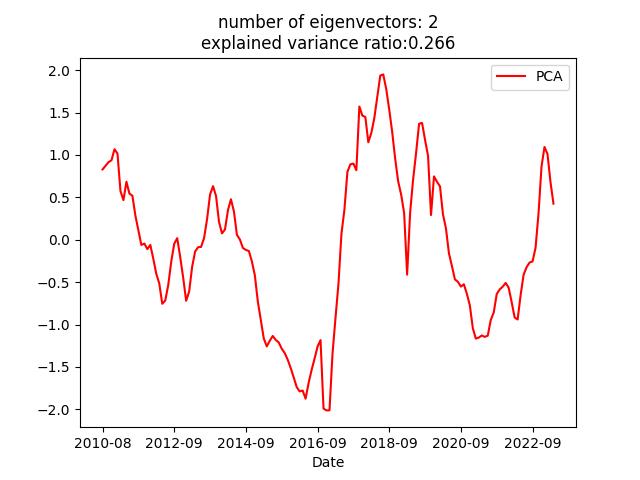 number of eigenvectors: 2
explained variance ratio:0.266
PCA
2.0
1.5
1.0
0.5
0.0
−0.5
−1.0
−1.5
−2.0
2010-08 2012-09 2014-09 2016-09 2018-09 2020-09 2022-09
Date